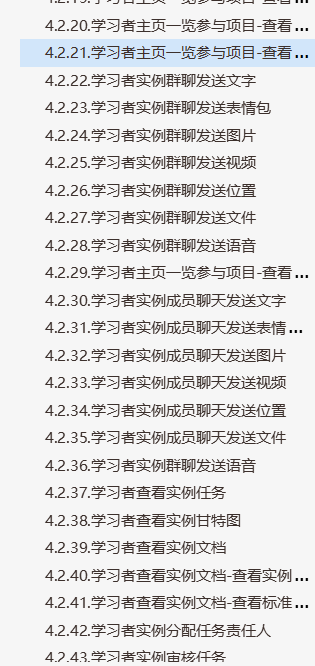 4.2.19.学习者主页一览参与项目-查看...
4.2.20.学习者主页一览参与项目-查看...
4.2.21.学习者主页一览参与项目-查看...
4.2.22.学习者实例群聊发送文字
4.2.23.学习者实例群聊发送表情包
4.2.24.学习者实例群聊发送图片
4.2.25.学习者实例群聊发送视频
4.2.26.学习者实例群聊发送位置
4.2.27.学习者实例群聊发送文件
4.2.28.学习者实例群聊发送语音
4.2.29.学习者主页一览参与项目-查看...
4.2.30.学习者实例成员聊天发送文字
4.2.31.学习者实例成员聊天发送表情...
4.2.32.学习者实例成员聊天发送图片
4.2.33.学习者实例成员聊天发送视频
4.2.34.学习者实例成员聊天发送位置
4.2.35.学习者实例成员聊天发送文件
4.2.36.学习者实例群聊发送语音
4.2.37.学习者查看实例任务
4.2.38.学习者查看实例甘特图
4.2.39.学习者查看实例文档
4.2.40.学习者查看实例文档-查看实例...
4.2.41.学习者查看实例文档-查看标准...
4.2.42.学习者实例分配任务责任人
4.2.43.学习者实例审核任务